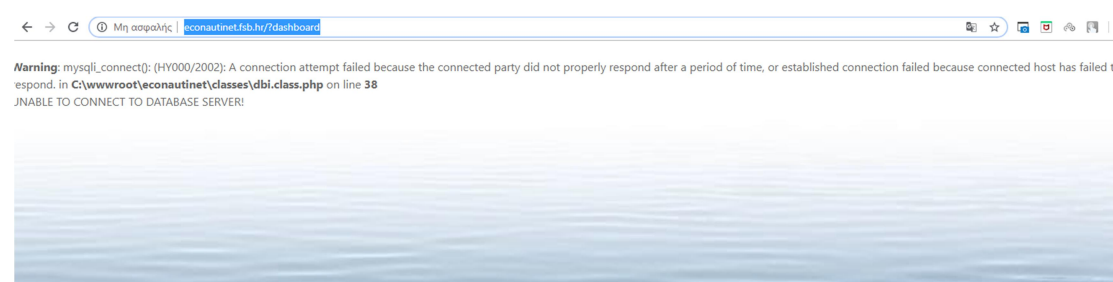 Μη ασφαλής | econautinet.fsb.hr/?dashboard
Warning: mysqli_connect(): (HY000/2002): A connection attempt failed because the connected party did not properly respond after a period of time, or established connection failed because connected host has failed t
respond. in C:\wwwroot\econautinet\classes\dbi.class.php on line 38
UNABLE TO CONNECT TO DATABASE SERVER!